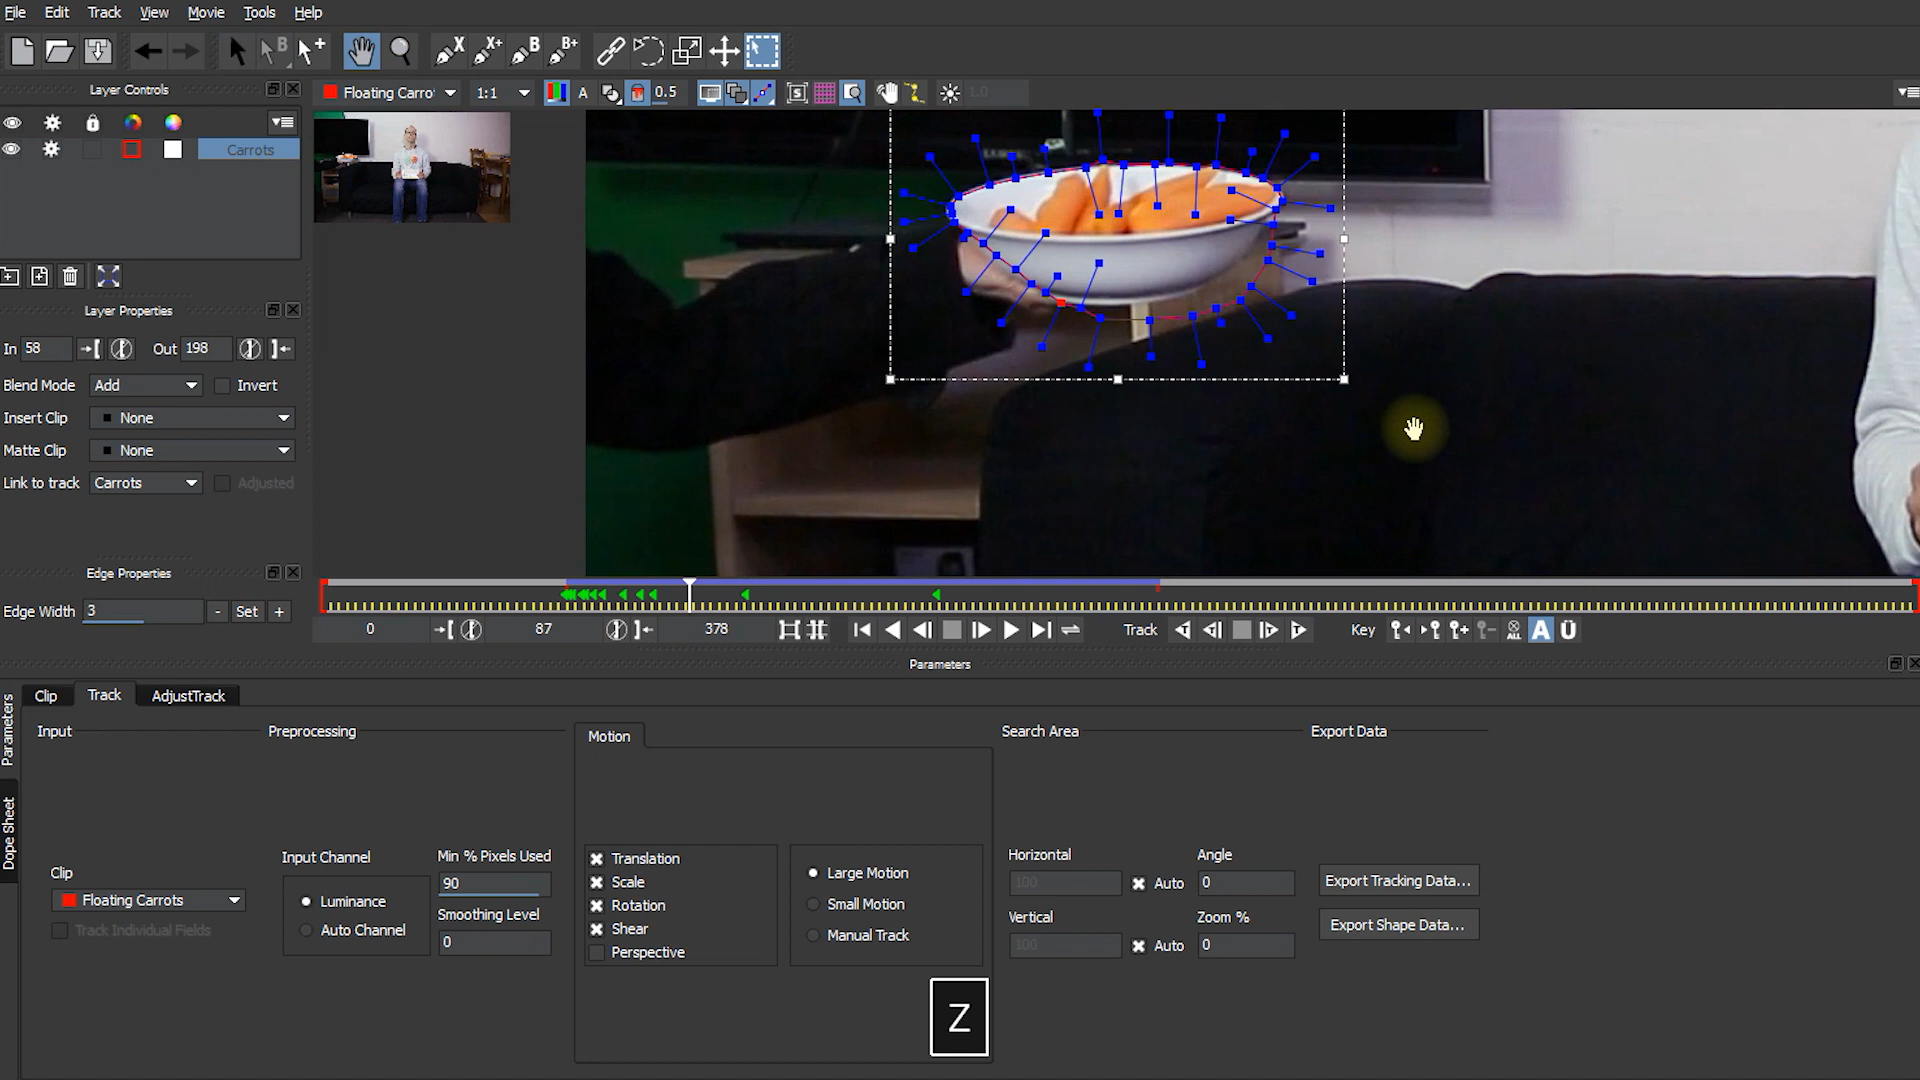 File Edit Track View Movie Tools Help
Layer Controls
Floating Carro
1:1
A
0.5
1.0
Carrots
Layer Properties
In 58 Out 198
Blend Mode Add Invert
Insert Clip None
Matte Clip None
Link to track Carrots Adjusted
Edge Properties
Edge Width 3 - Set +
0 87 378 Track Key ALL A Ü
Parameters
Parameters
Dope Sheet
Clip Track AdjustTrack
Input Preprocessing Motion Search Area Export Data
Clip
Floating Carrots
Track Individual Fields
Input Channel
Luminance
Auto Channel
Min % Pixels Used
90
Smoothing Level
0
Translation
Scale
Rotation
Shear
Perspective
Large Motion
Small Motion
Manual Track
Horizontal Angle
100 Auto 0
Vertical Zoom %
100 Auto 0
Export Tracking Data...
Export Shape Data...
Z